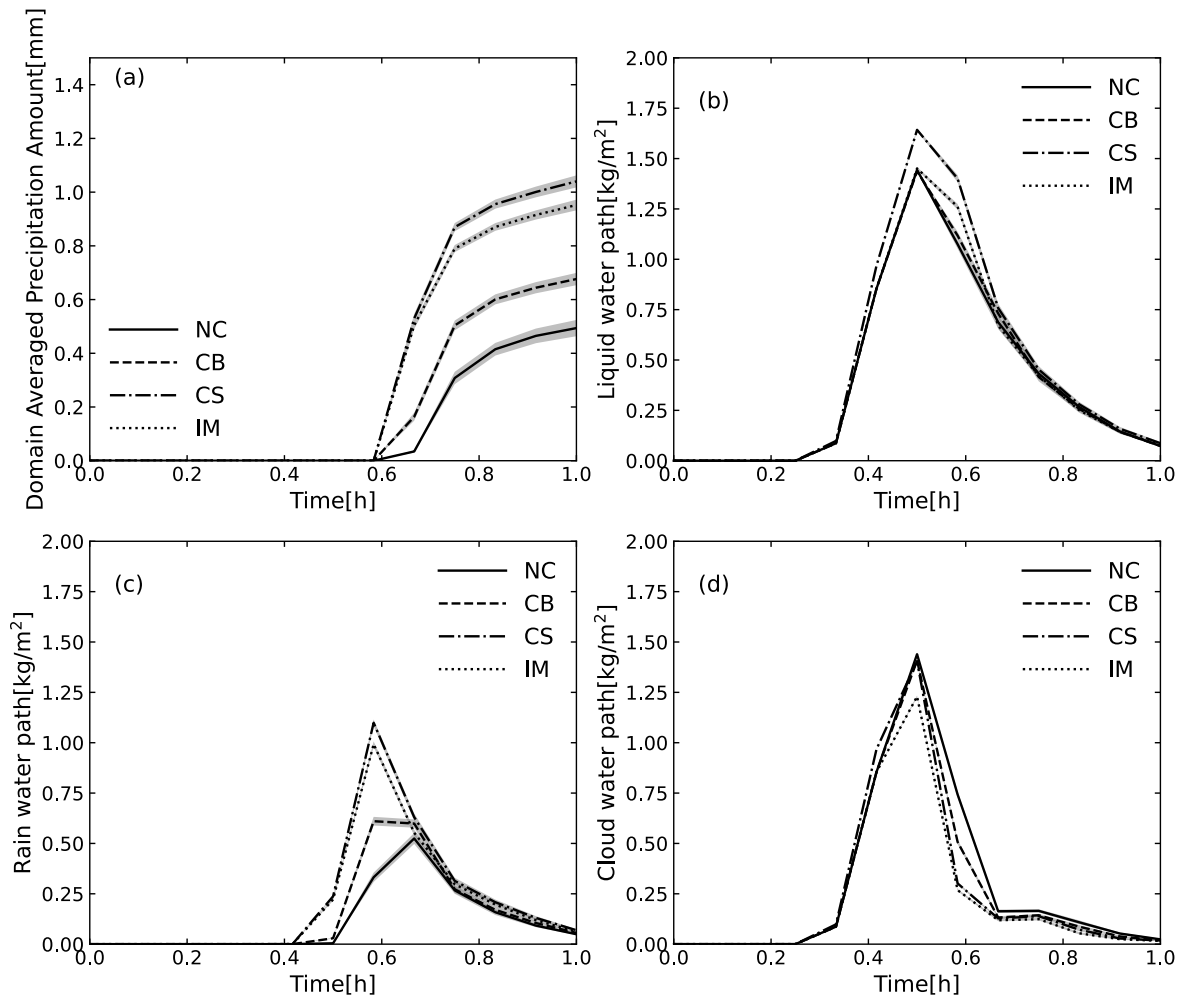 Domain Averaged Precipitation Amount[mm]
(a)
1.4
1.2
1.0
0.8
0.6
0.4
0.2
0.0
NC
CB
CS
IM
0.0 0.2 0.4 0.6 0.8 1.0
Time[h]
Liquid water path[kg/m²]
(b)
2.00
1.75
1.50
1.25
1.00
0.75
0.50
0.25
0.00
NC
CB
CS
IM
0.0 0.2 0.4 0.6 0.8 1.0
Time[h]
Rain water path[kg/m²]
(c)
2.00
1.75
1.50
1.25
1.00
0.75
0.50
0.25
0.00
NC
CB
CS
IM
0.0 0.2 0.4 0.6 0.8 1.0
Time[h]
Cloud water path[kg/m²]
(d)
2.00
1.75
1.50
1.25
1.00
0.75
0.50
0.25
0.00
NC
CB
CS
IM
0.0 0.2 0.4 0.6 0.8 1.0
Time[h]